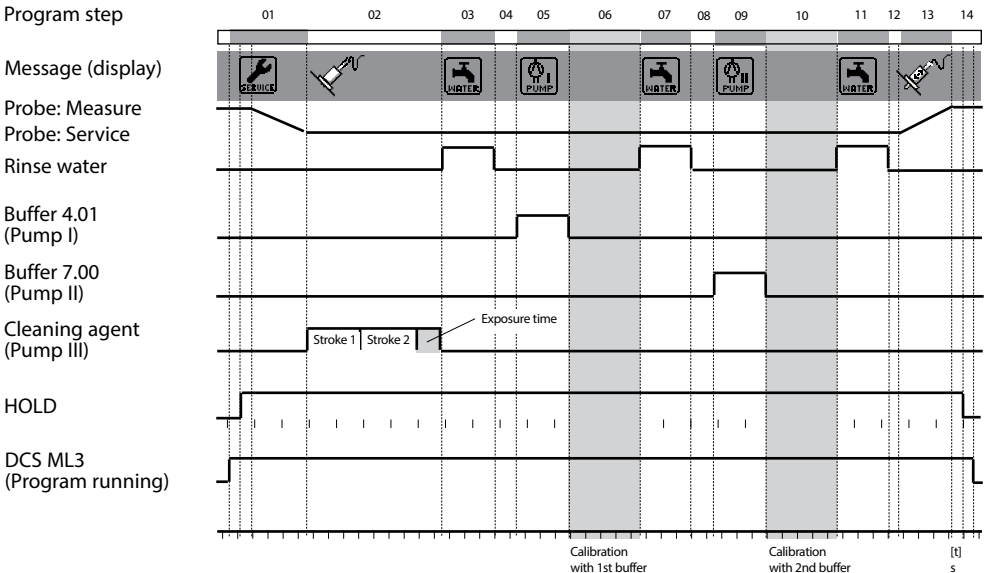 Program step
01 02 03 04 05 06 07 08 09 10 11 12 13 14
Message (display)
SERVICE WATER I PUMP WATER II PUMP WATER
Probe: Measure
Probe: Service
Rinse water
Buffer 4.01
(Pump I)
Buffer 7.00
(Pump II)
Cleaning agent
(Pump III)
Exposure time
Stroke 1 Stroke 2
HOLD
DCS ML3
(Program running)
Calibration
with 1st buffer
Calibration
with 2nd buffer
[t]
s